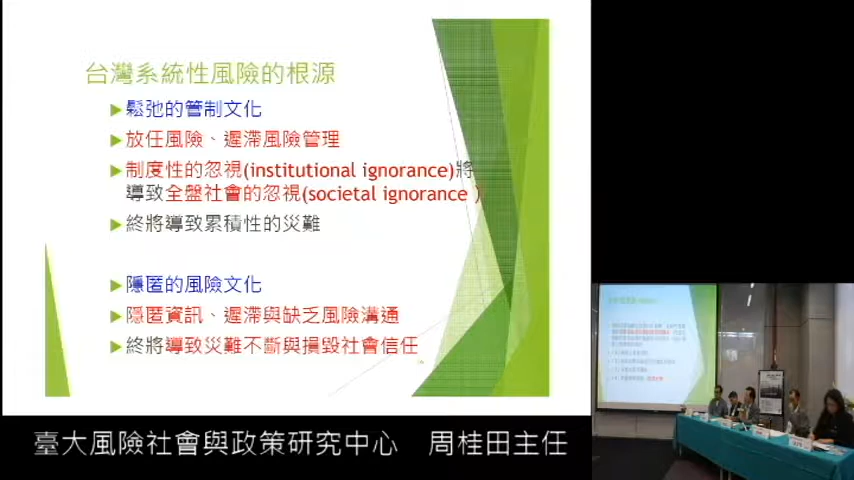 台灣系統性風險的根源
鬆弛的管制文化
放任風險、遲滯風險管理
制度性的忽視(institutional ignorance)將
導致全盤社會的忽視(societal ignorance )
終將導致累積性的災難
隱匿的風險文化
隱匿資訊、遲滯與缺乏風險溝通
終將導致災難不斷與損毀社會信任
臺大風險社會與政策研究中心 周桂田主任